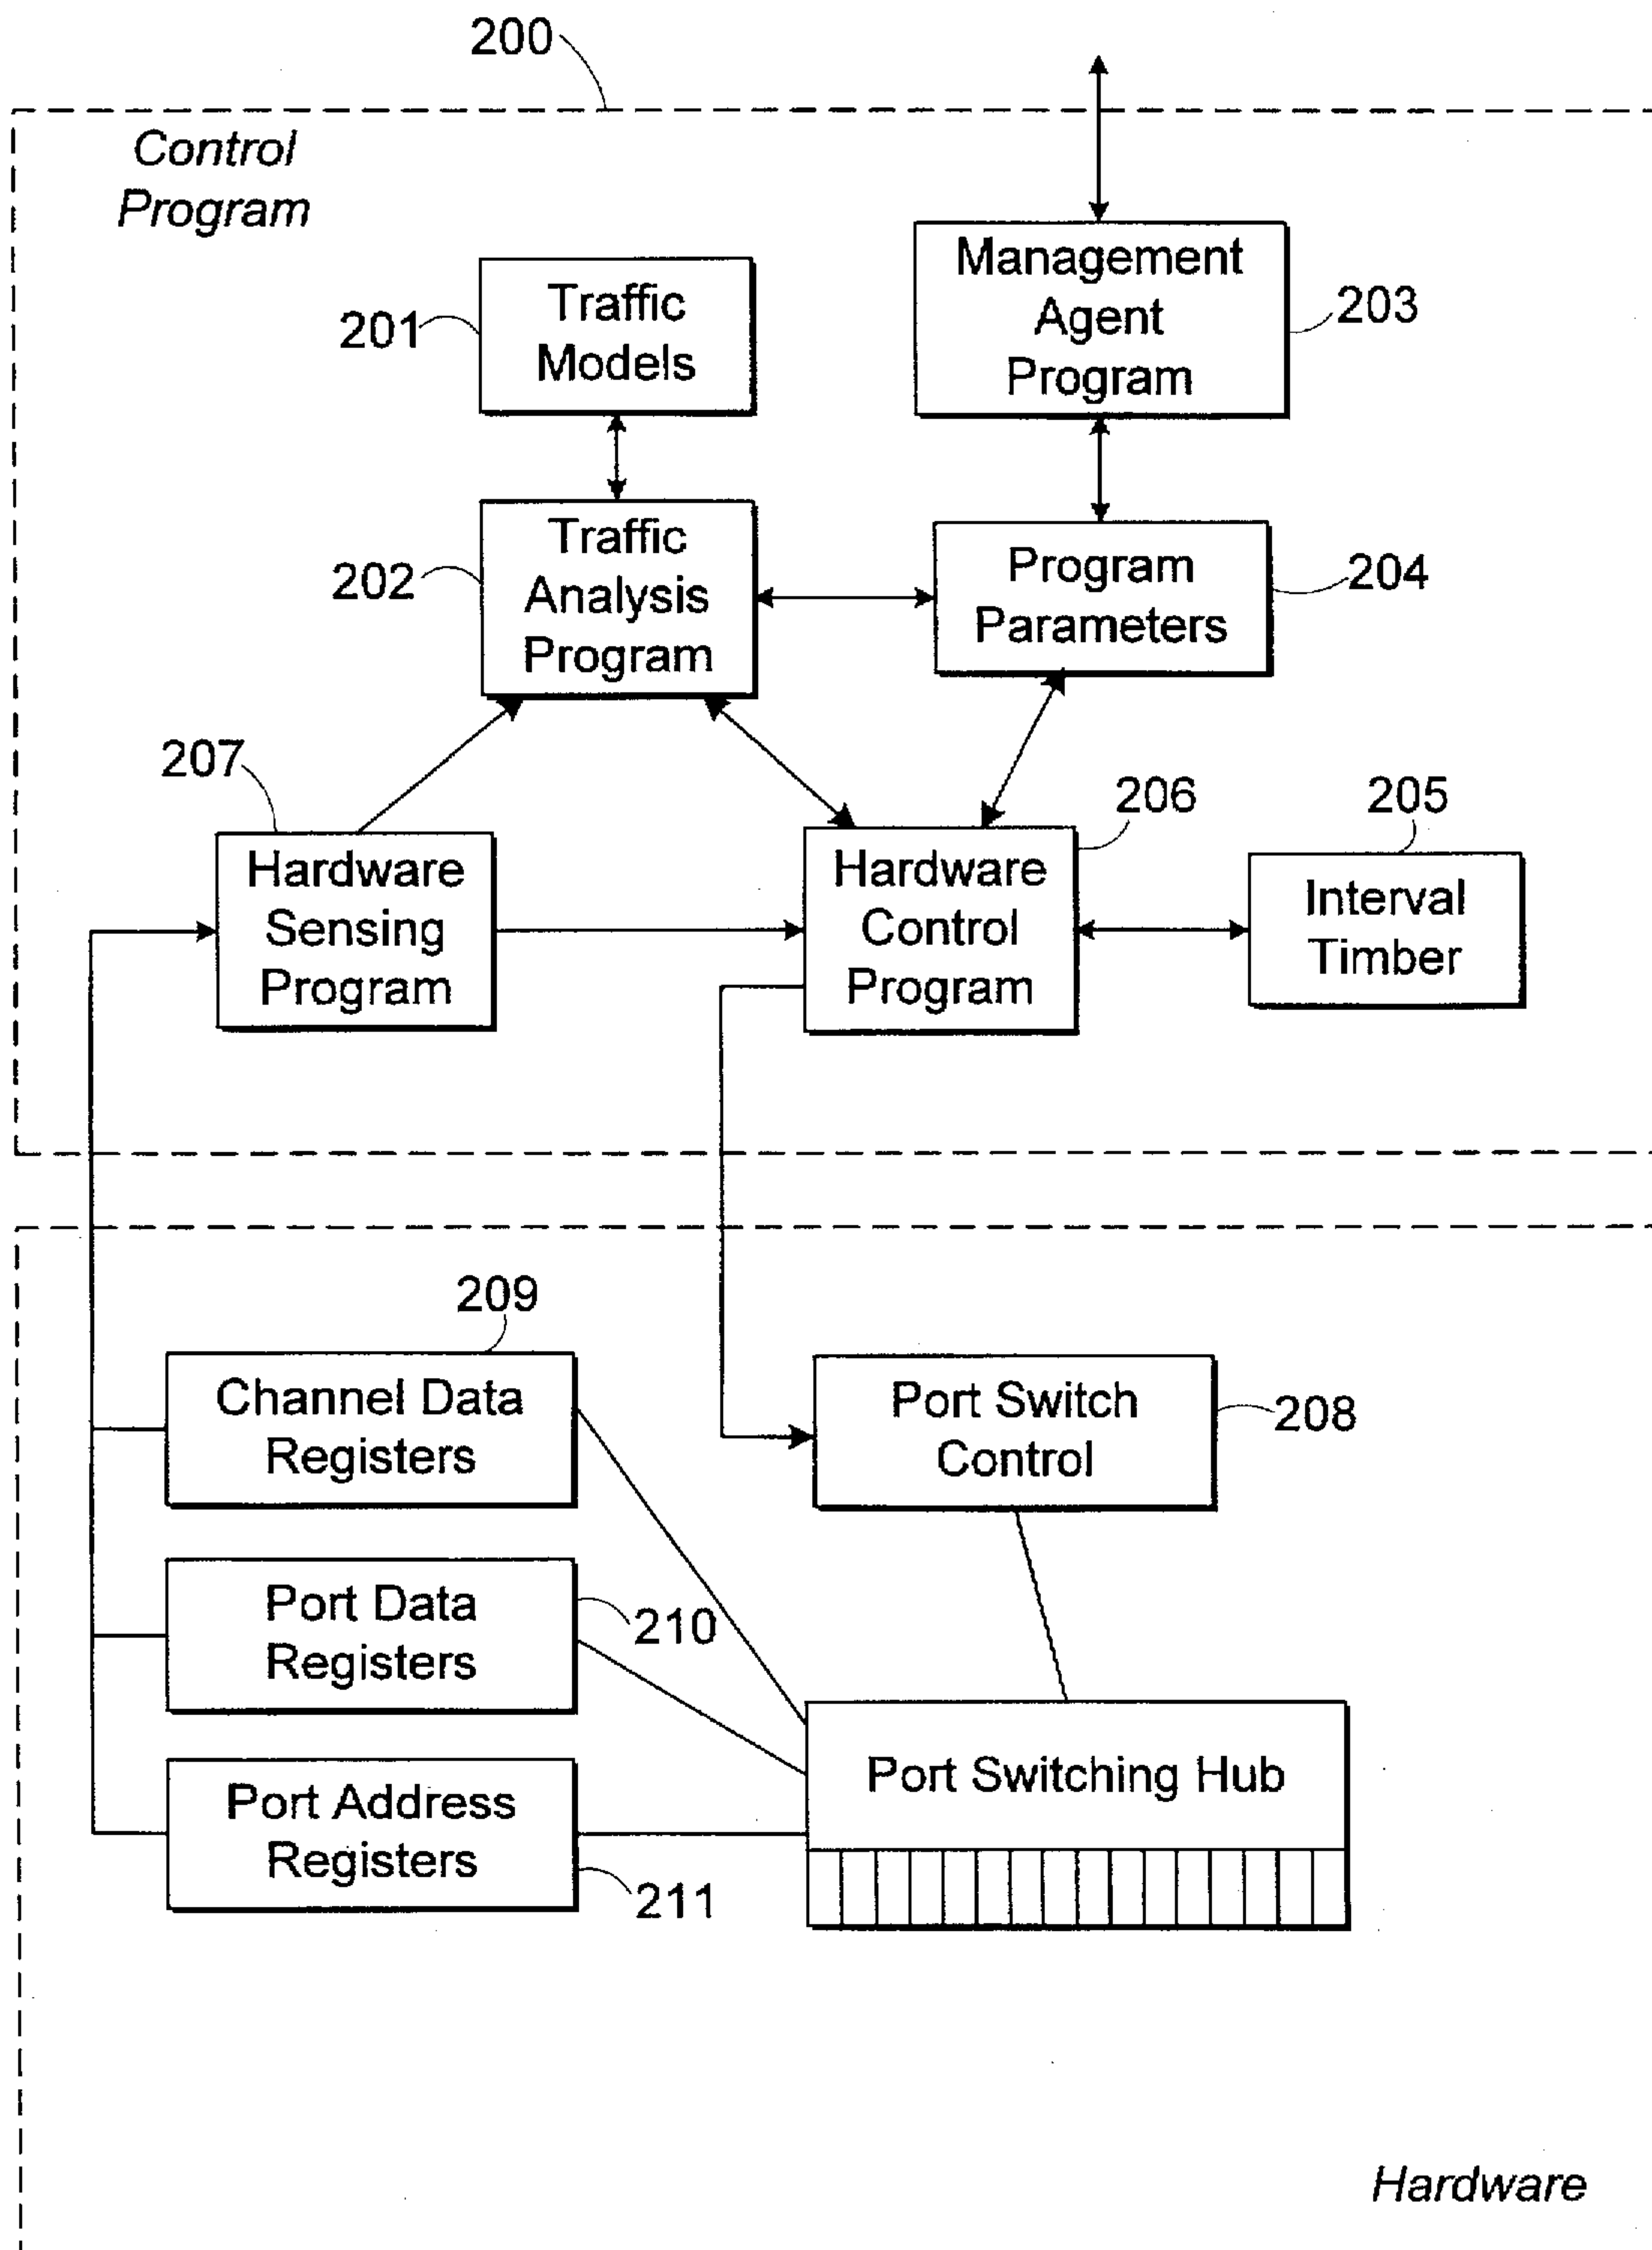 200
Control
Program
Traffic
Models
201
Management
Agent
Program
203
Traffic
Analysis
Program
202
Program
Parameters
204
207
206
205
Hardware
Sensing
Program
Hardware
Control
Program
Interval
Timber
209
Channel Data
Registers
Port Switch
Control
208
Port Data
Registers
210
Port Switching Hub
Port Address
Registers
211
Hardware